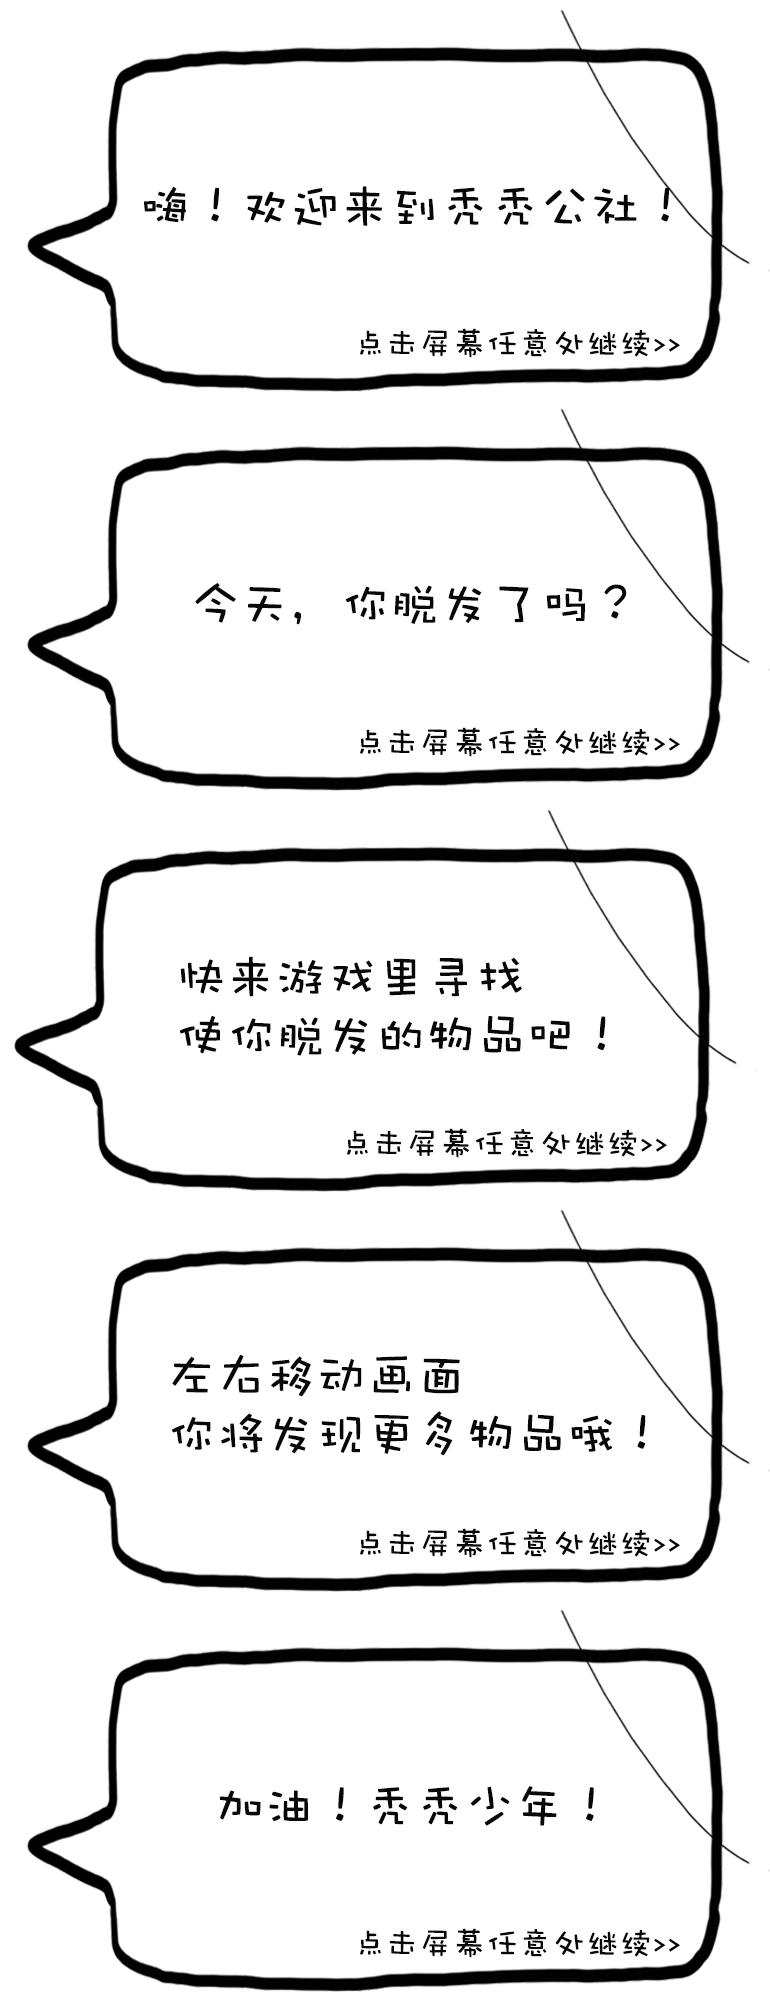 嗨！欢迎来到秃秃公社！
点击屏幕任意处继续>>
今天，你脱发了吗？
点击屏幕任意处继续>>
快来游戏里寻找
使你脱发的物品吧！
点击屏幕任意处继续>>
左右移动画面
你将发现更多物品哦！
点击屏幕任意处继续>>
加油！秃秃少年！
点击屏幕任意处继续>>